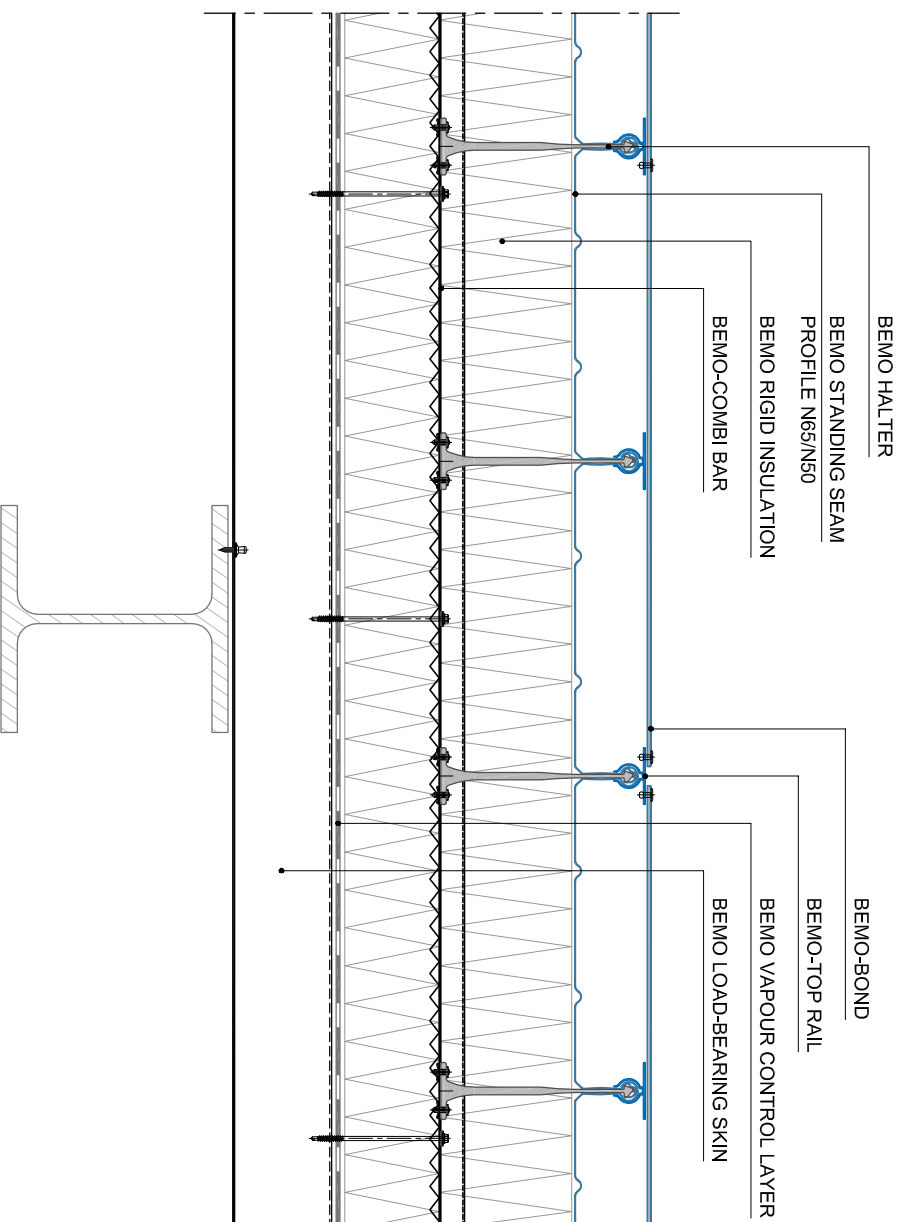 BEMO HALTER
BEMO STANDING SEAM
PROFILE N65/N50
BEMO RIGID INSULATION
BEMO-COMBI BAR
BEMO-BOND
BEMO-TOP RAIL
BEMO VAPOUR CONTROL LAYER
BEMO LOAD-BEARING SKIN